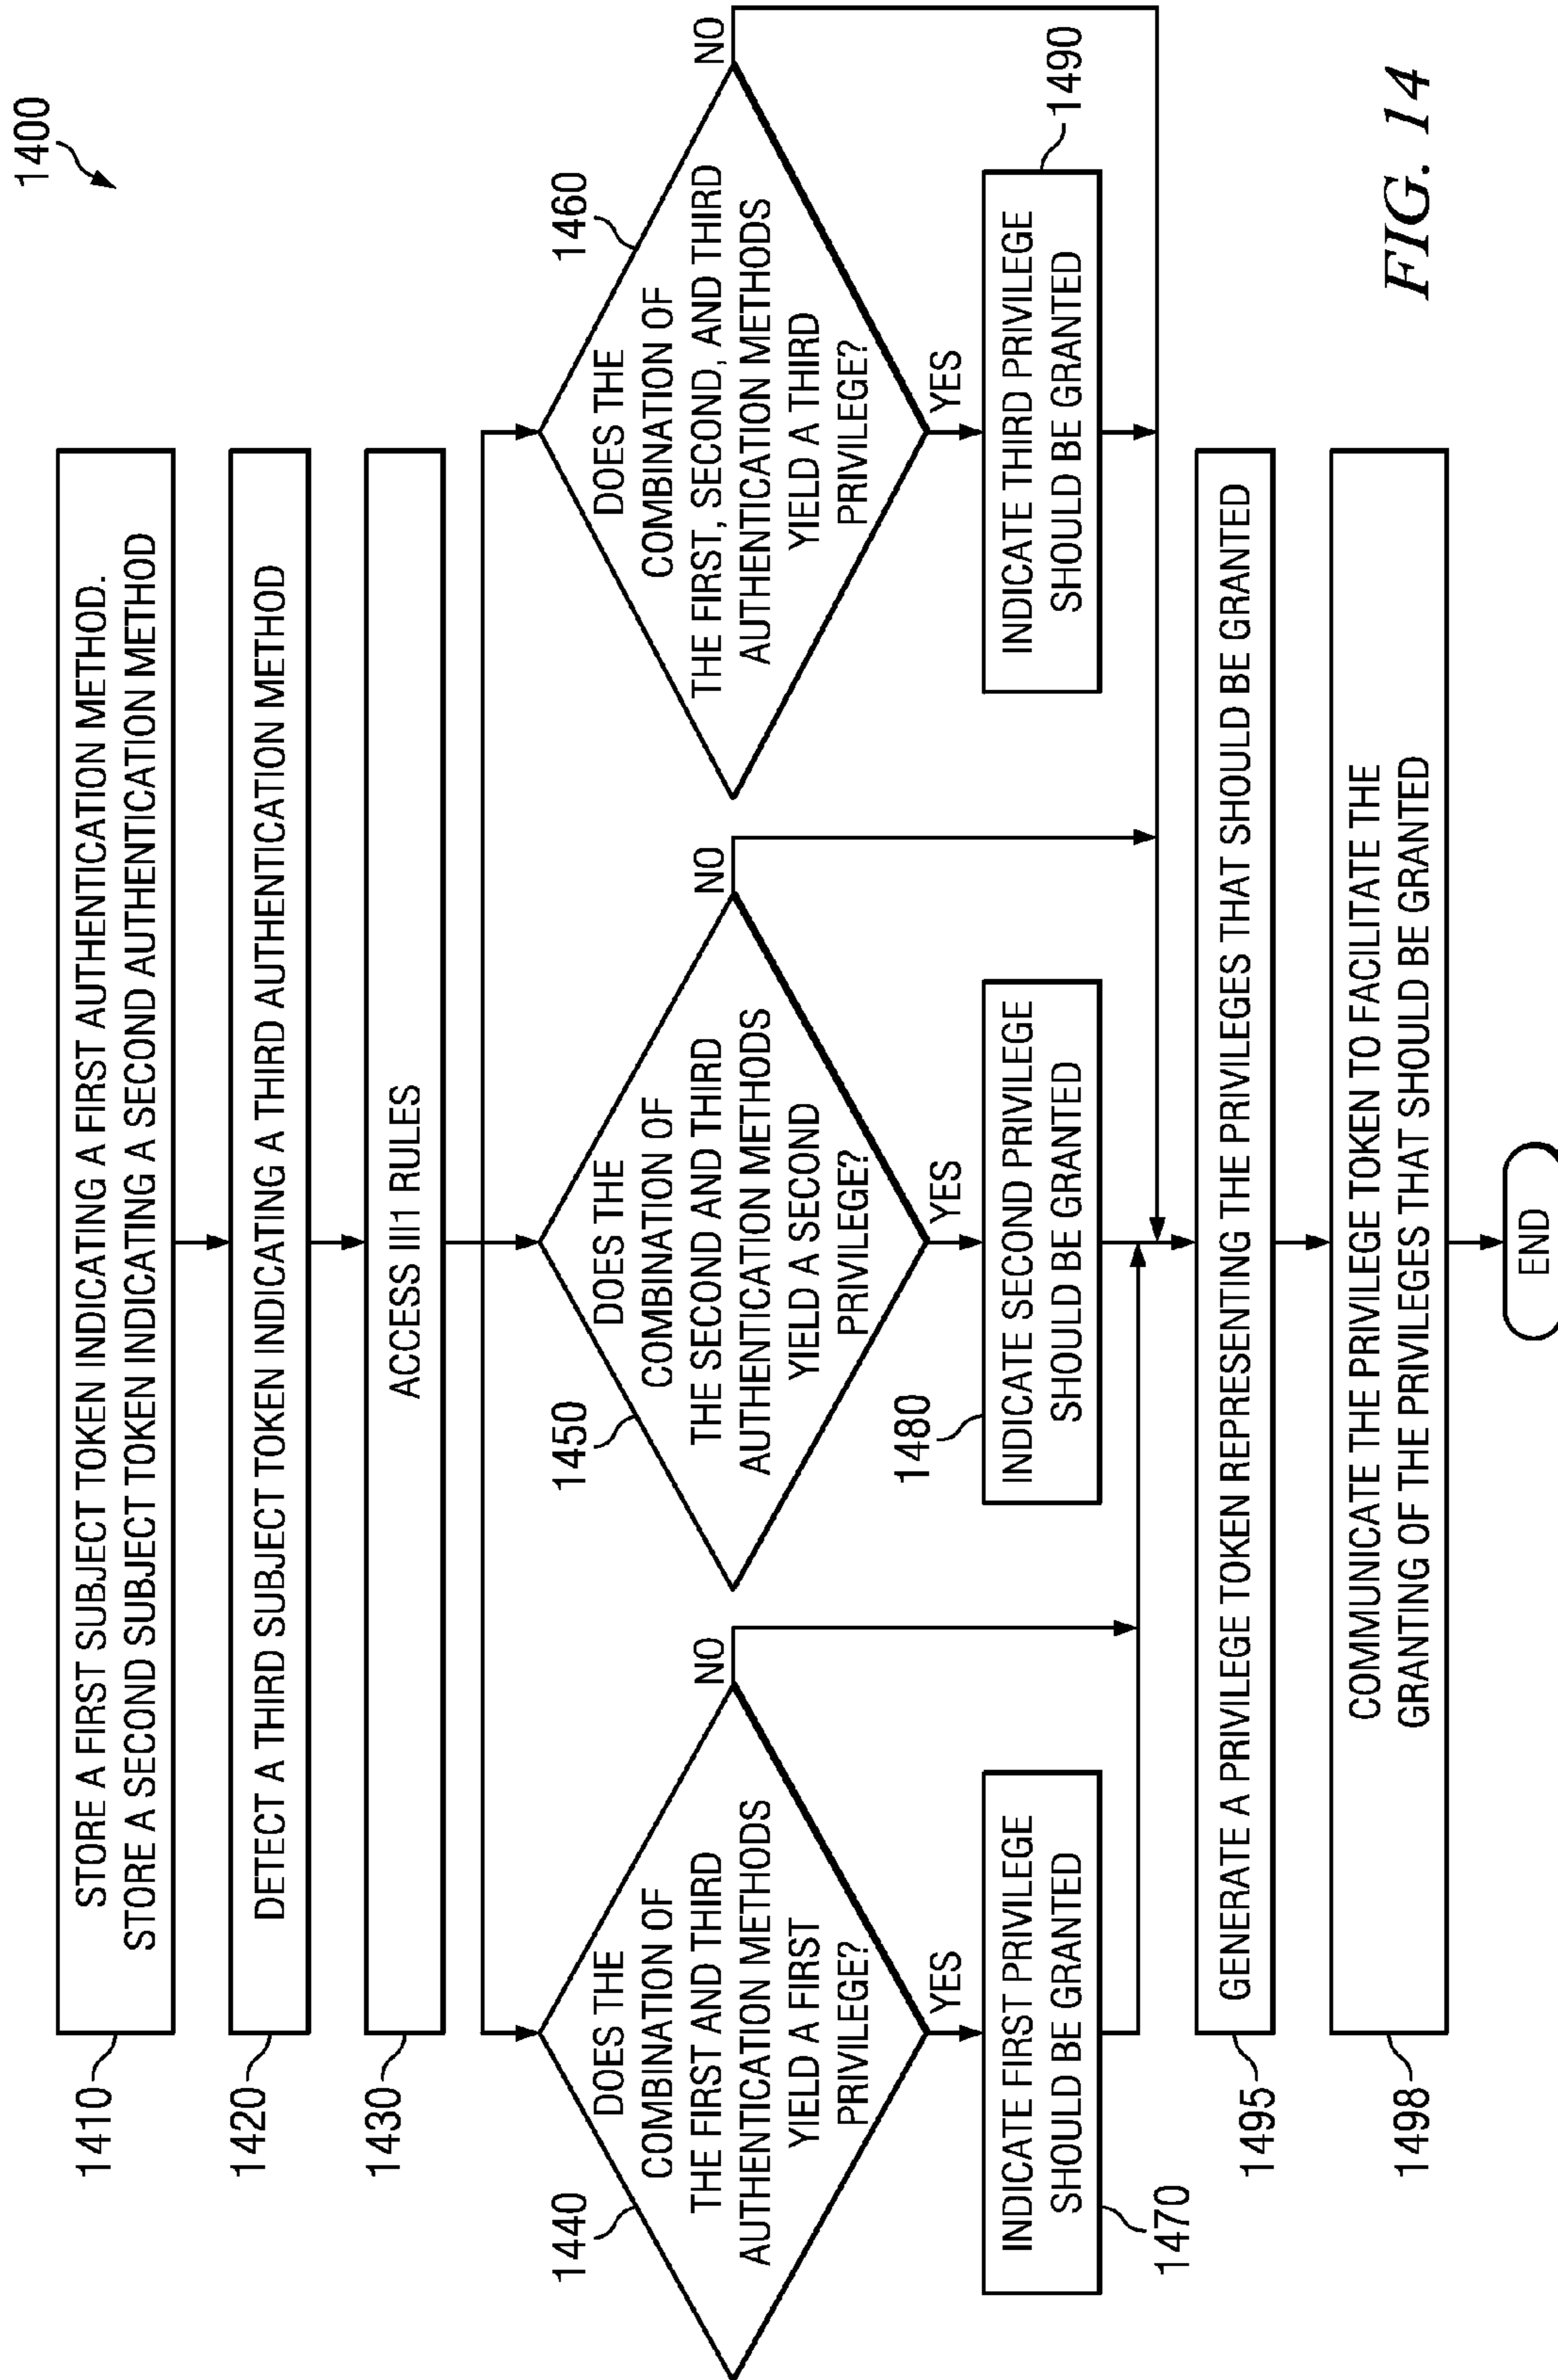 1400
1410
STORE A FIRST SUBJECT TOKEN INDICATING A FIRST AUTHENTICATION METHOD.
STORE A SECOND SUBJECT TOKEN INDICATING A SECOND AUTHENTICATION METHOD
1420
DETECT A THIRD SUBJECT TOKEN INDICATING A THIRD AUTHENTICATION METHOD
1430
ACCESS III1 RULES
1440
DOES THE
COMBINATION OF
THE FIRST AND THIRD
AUTHENTICATION METHODS
YIELD A FIRST
PRIVILEGE?
NO
YES
1450
DOES THE
COMBINATION OF
THE SECOND AND THIRD
AUTHENTICATION METHODS
YIELD A SECOND
PRIVILEGE?
NO
YES
1460
DOES THE
COMBINATION OF
THE FIRST, SECOND, AND THIRD
AUTHENTICATION METHODS
YIELD A THIRD
PRIVILEGE?
NO
YES
INDICATE FIRST PRIVILEGE
SHOULD BE GRANTED
1470
1480
INDICATE SECOND PRIVILEGE
SHOULD BE GRANTED
INDICATE THIRD PRIVILEGE
SHOULD BE GRANTED
1490
1495
GENERATE A PRIVILEGE TOKEN REPRESENTING THE PRIVILEGES THAT SHOULD BE GRANTED
1498
COMMUNICATE THE PRIVILEGE TOKEN TO FACILITATE THE
GRANTING OF THE PRIVILEGES THAT SHOULD BE GRANTED
END
FIG. 14